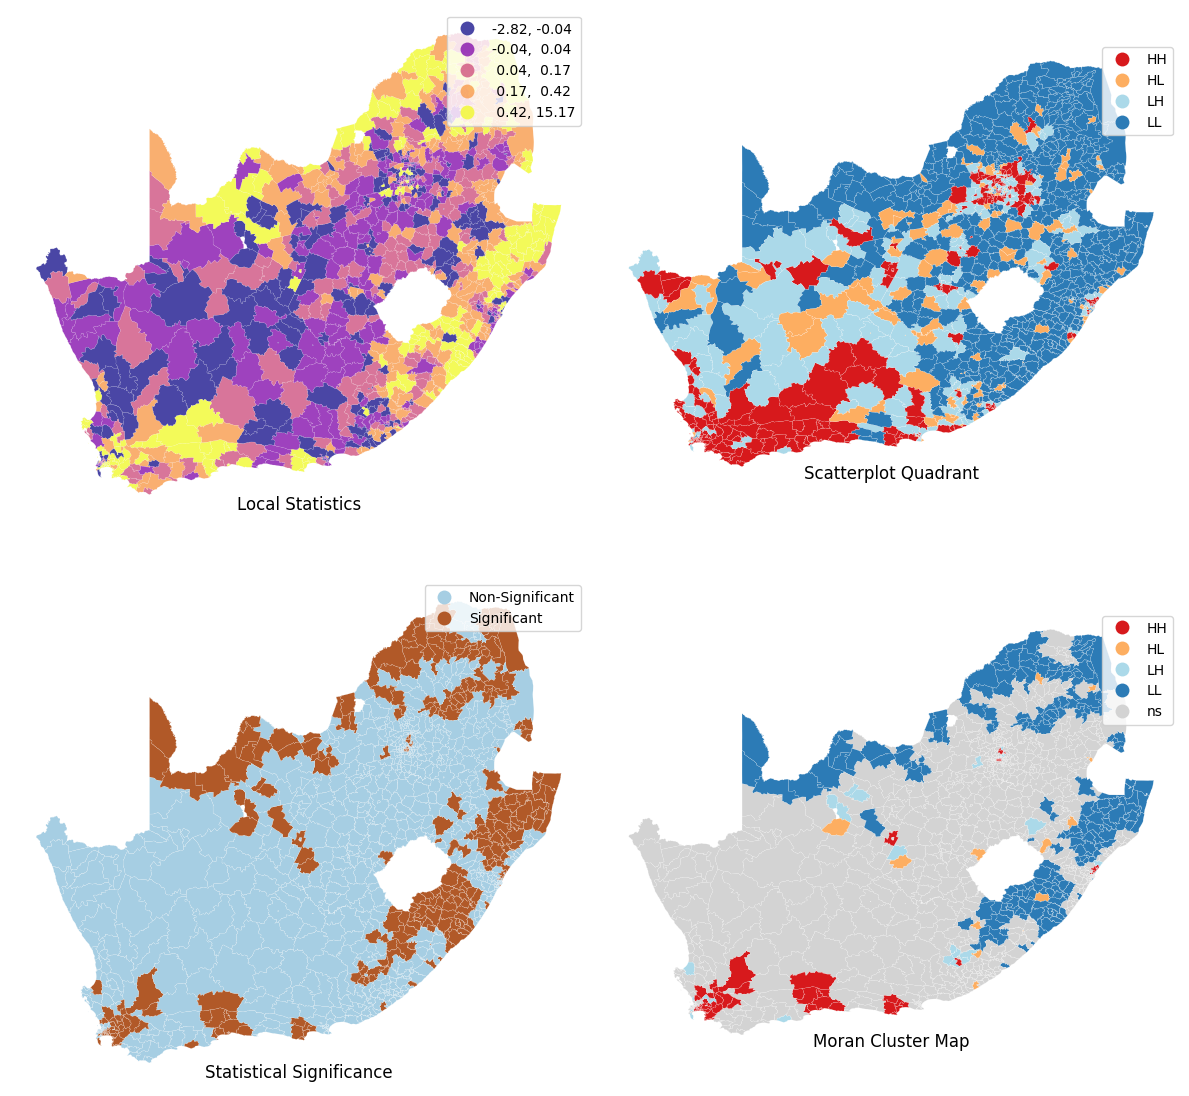 -2.82, -0.04
-0.04,  0.04
0.04,  0.17
0.17,  0.42
0.42, 15.17
Local Statistics
HH
HL
LH
LL
Scatterplot Quadrant
Non-Significant
Significant
Statistical Significance
HH
HL
LH
LL
ns
Moran Cluster Map